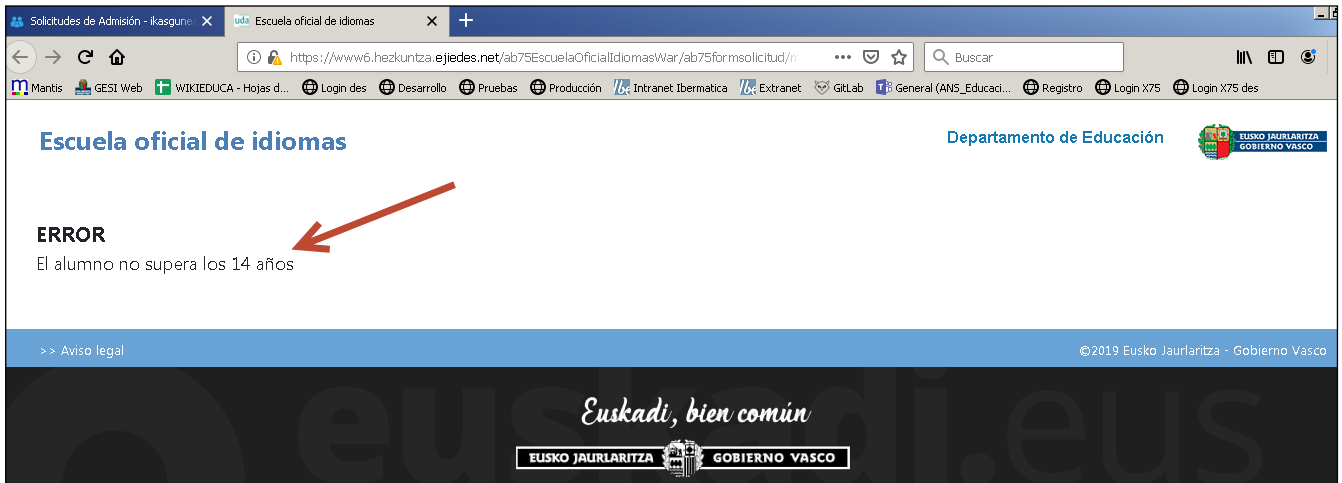 Solicitudes de Admisión - ikasgune
uda Escuela oficial de idiomas
https://www6.hezkuntza.ejiedes.net/ab75EscuelaOficialIdiomasWar/ab75formsolicitud/
Buscar
Mantis GESI Web WIKIEDUCA - Hojas d... Login des Desarrollo Pruebas Producción Intranet Ibermatica Extranet GitLab General (ANS_Educaci... Registro Login X75 Login X75 des
Escuela oficial de idiomas
Departamento de Educación
EUSKO JAURLARITZA
GOBIERNO VASCO
ERROR
El alumno no supera los 14 años
>> Aviso legal
©2019 Eusko Jaurlaritza - Gobierno Vasco
euskadi.eus
Euskadi, bien común
EUSKO JAURLARITZA GOBIERNO VASCO